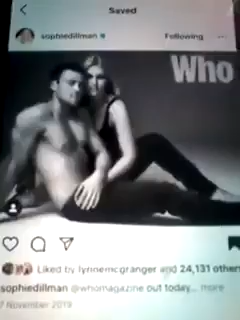 Saved
sophiedillman
Following
Who
Liked by lynnemcgranger and 24,131 others
sophiedillman @whomagazine out today... more
7 November 2019